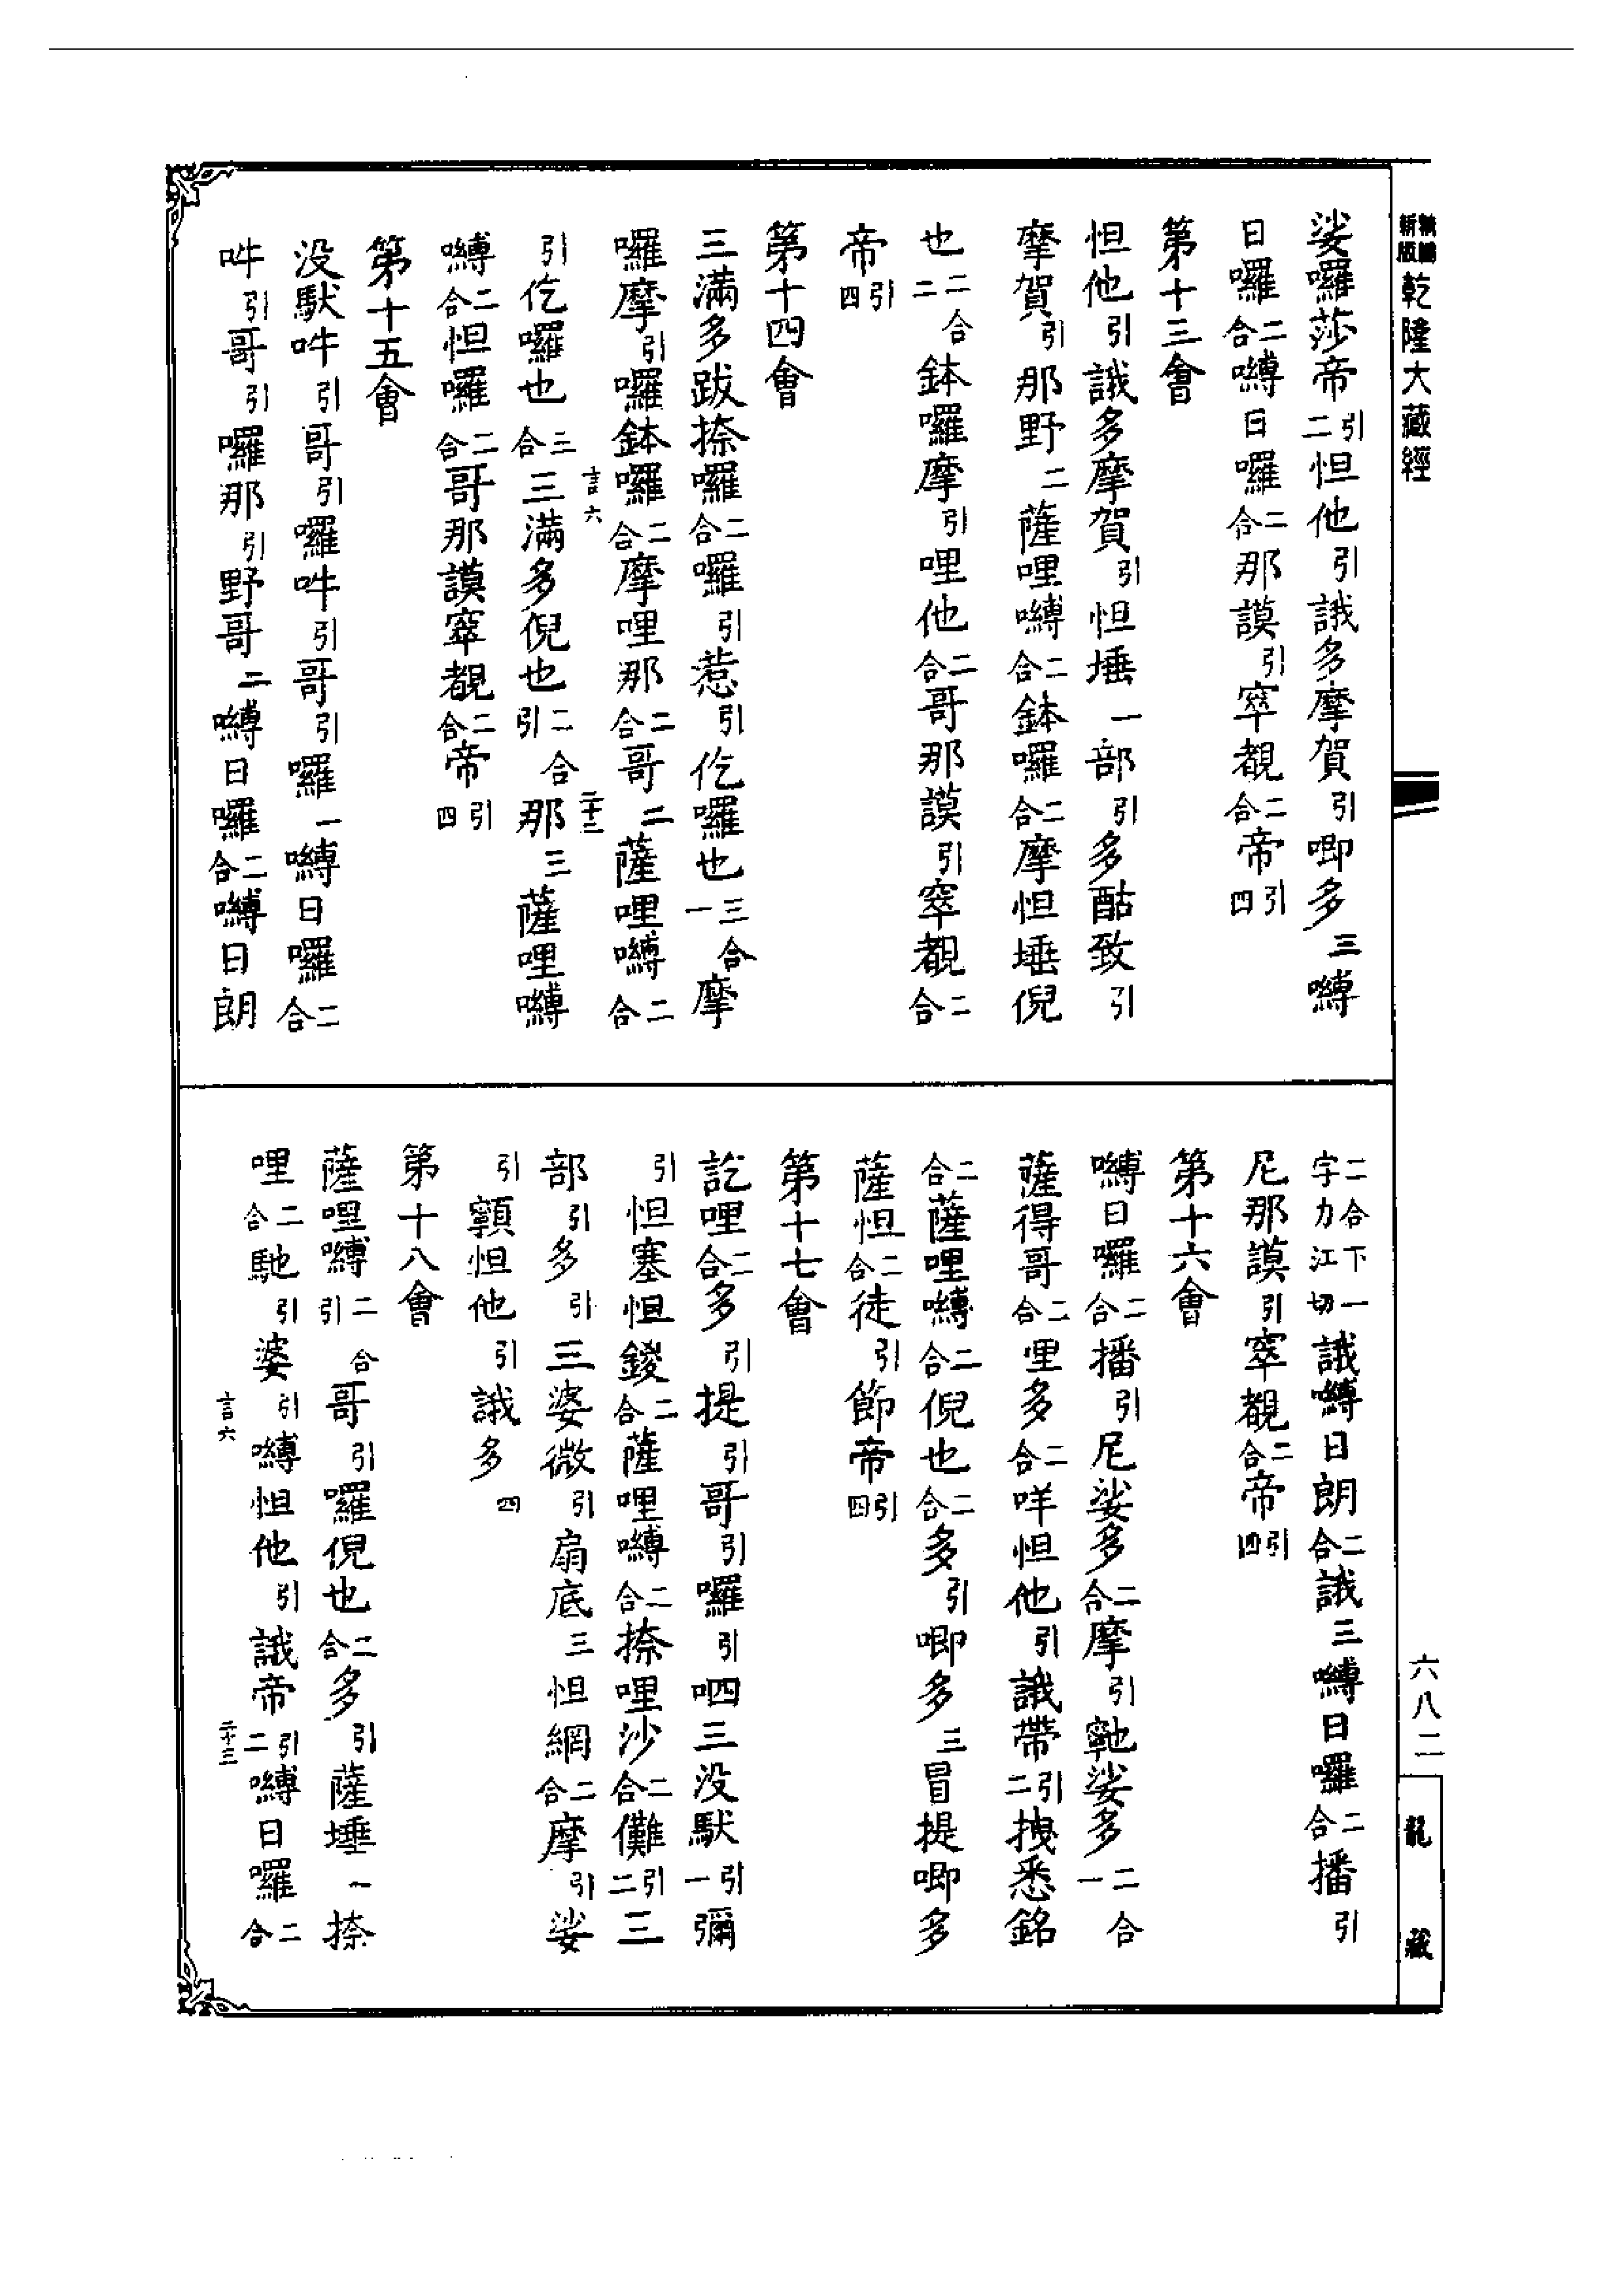 新編
新版
乾隆大藏經
娑囉莎帝引二怛他引誐多摩賀引唧多三嚩
日囉二合嚩日囉二合那謨引窣覩二合帝引四
第十三會
怛他引誐多摩賀引怛埵一部引多酤致引
摩賀引那野二薩哩嚩二合鉢囉二合摩怛埵倪
也二合二鉢囉摩引哩他二合哥那謨引窣覩二合
帝引四
第十四會
三滿多跋捺囉二合囉引惹引仡囉也三合一摩
囉摩引囉鉢囉二合摩哩那二合哥二薩哩嚩二合
引仡囉也三合三滿多倪也二合引那三薩哩嚩
嚩二合怛囉二合哥那謨窣覩二合帝引四
第十五會
没馱吽引哥引囉吽引哥引囉一嚩日囉二合
吽引哥引囉那引野哥二嚩日囉二合嚩日朗
二合下一字力江切誐嚩日朗二合誐三嚩日囉二合播引
尼那謨引窣覩二合帝引四
第十六會
嚩日囉二合播引尼娑多二合摩引馳娑多二合一
薩得哥二合哩多二合咩怛他引誐帶引二拽悉銘
二合薩哩嚩二合倪也二合多引唧多三冒提唧多
薩怛二合徒引節帝引四
第十七會
訖哩二合多引提引哥引囉引呬三没馱引一彌
引怛塞怛鑁二合薩哩嚩二合捺哩沙二合儺引二三
部引多引三婆微引扇底三怛網二合摩引娑
引顙怛他引誐多四
第十八會
薩哩嚩二合引哥引囉倪也二合多引薩埵一捺
哩二合馳引婆引嚩怛他引誐帝引二嚩日囉二合
言六
二十三
言六
二十三
六八二
龍藏